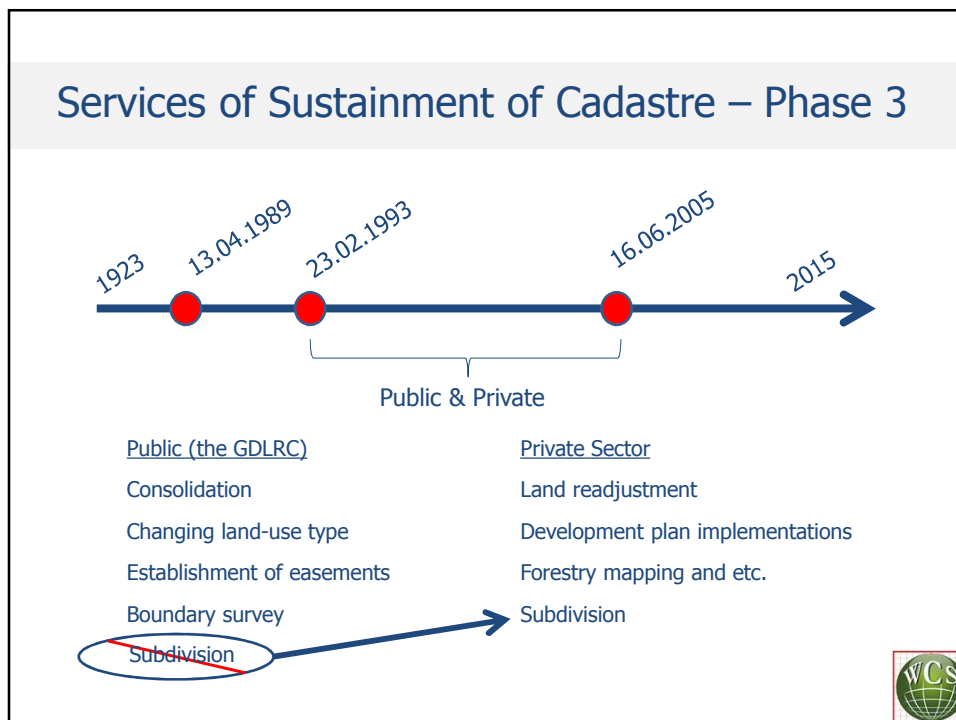 Services of Sustainment of Cadastre – Phase 3
1923
13.04.1989
23.02.1993
16.06.2005
2015
Public & Private
Public (the GDLRC)
Consolidation
Changing land-use type
Establishment of easements
Boundary survey
Subdivision
Private Sector
Land readjustment
Development plan implementations
Forestry mapping and etc.
Subdivision
WCS